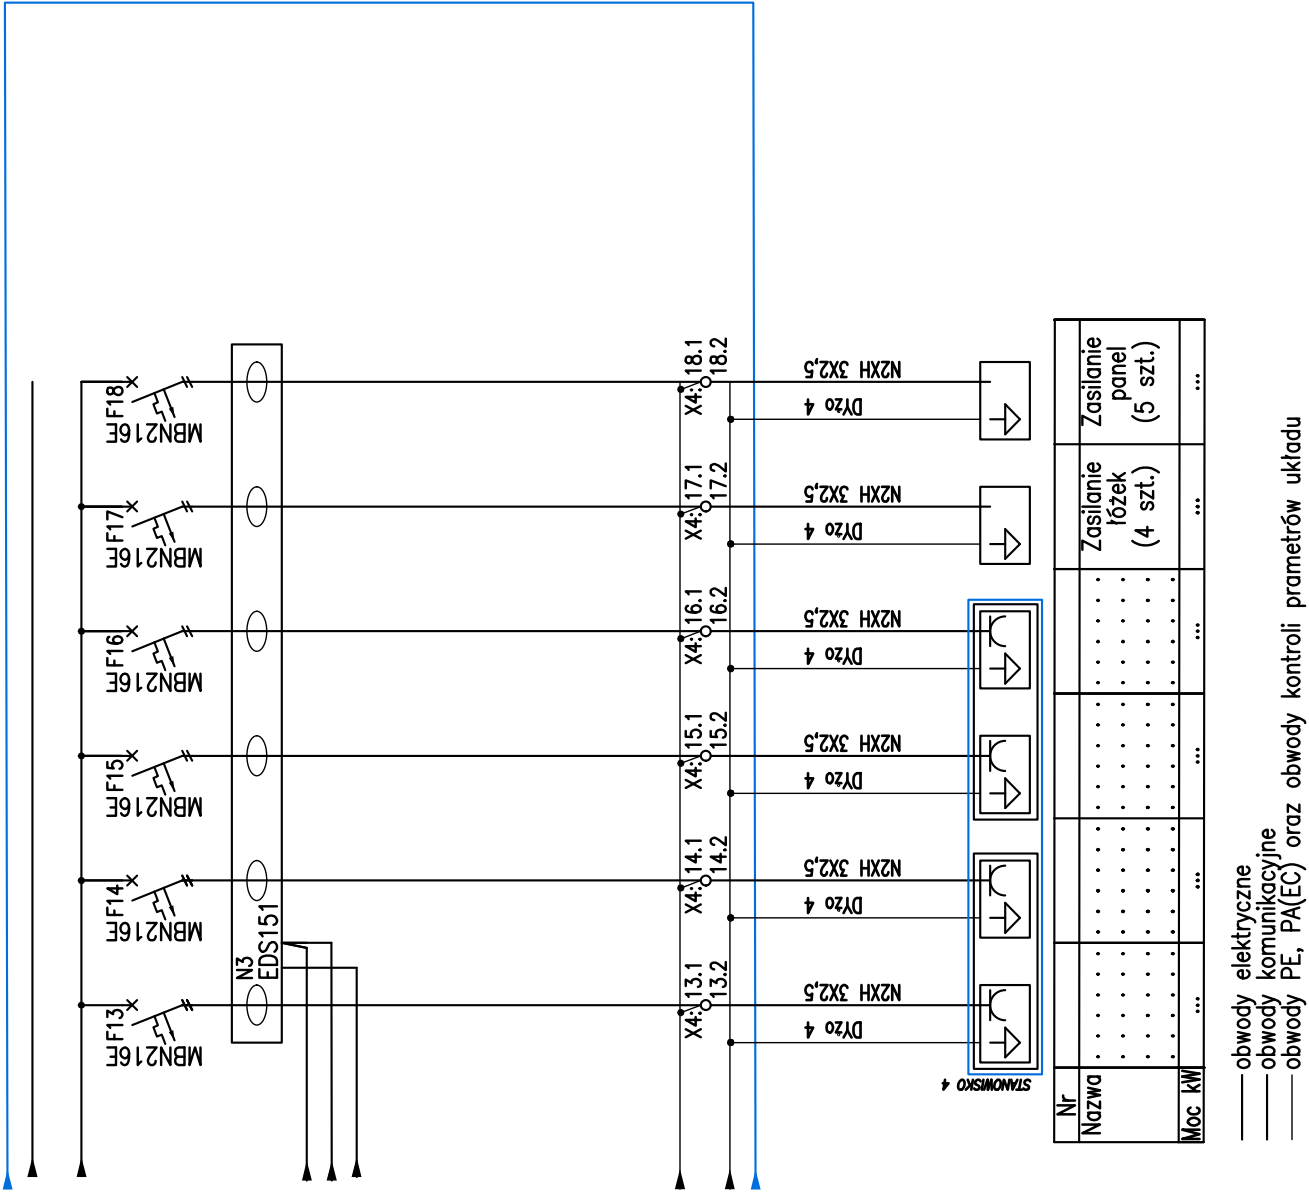 F13
MBN216E
F14
MBN216E
F15
MBN216E
F16
MBN216E
F17
MBN216E
F18
MBN216E
N3
EDS151
X4: 13.1
13.2
X4: 14.1
14.2
X4: 15.1
15.2
X4: 16.1
16.2
X4: 17.1
17.2
X4: 18.1
18.2
N2XH 3X2,5
DYżo 4
N2XH 3X2,5
DYżo 4
N2XH 3X2,5
DYżo 4
N2XH 3X2,5
DYżo 4
N2XH 3X2,5
DYżo 4
N2XH 3X2,5
DYżo 4
STANOWISKO 4
Nr
Nazwa
Zasilanie
łóżek
(4 szt.)
Zasilanie
panel
(5 szt.)
Moc kW
...
...
...
...
...
...
obwody elektryczne
obwody komunikacyjne
obwody PE, PA(EC) oraz obwody kontroli prametrów układu